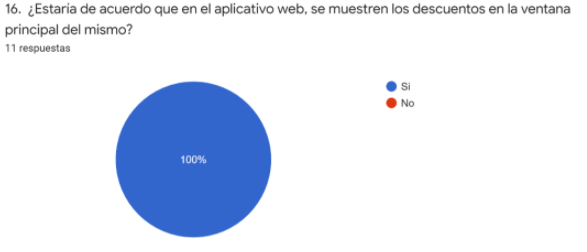 16. ¿Estaría de acuerdo que en el aplicativo web, se muestren los descuentos en la ventana
principal del mismo?
11 respuestas
Si
No
100%